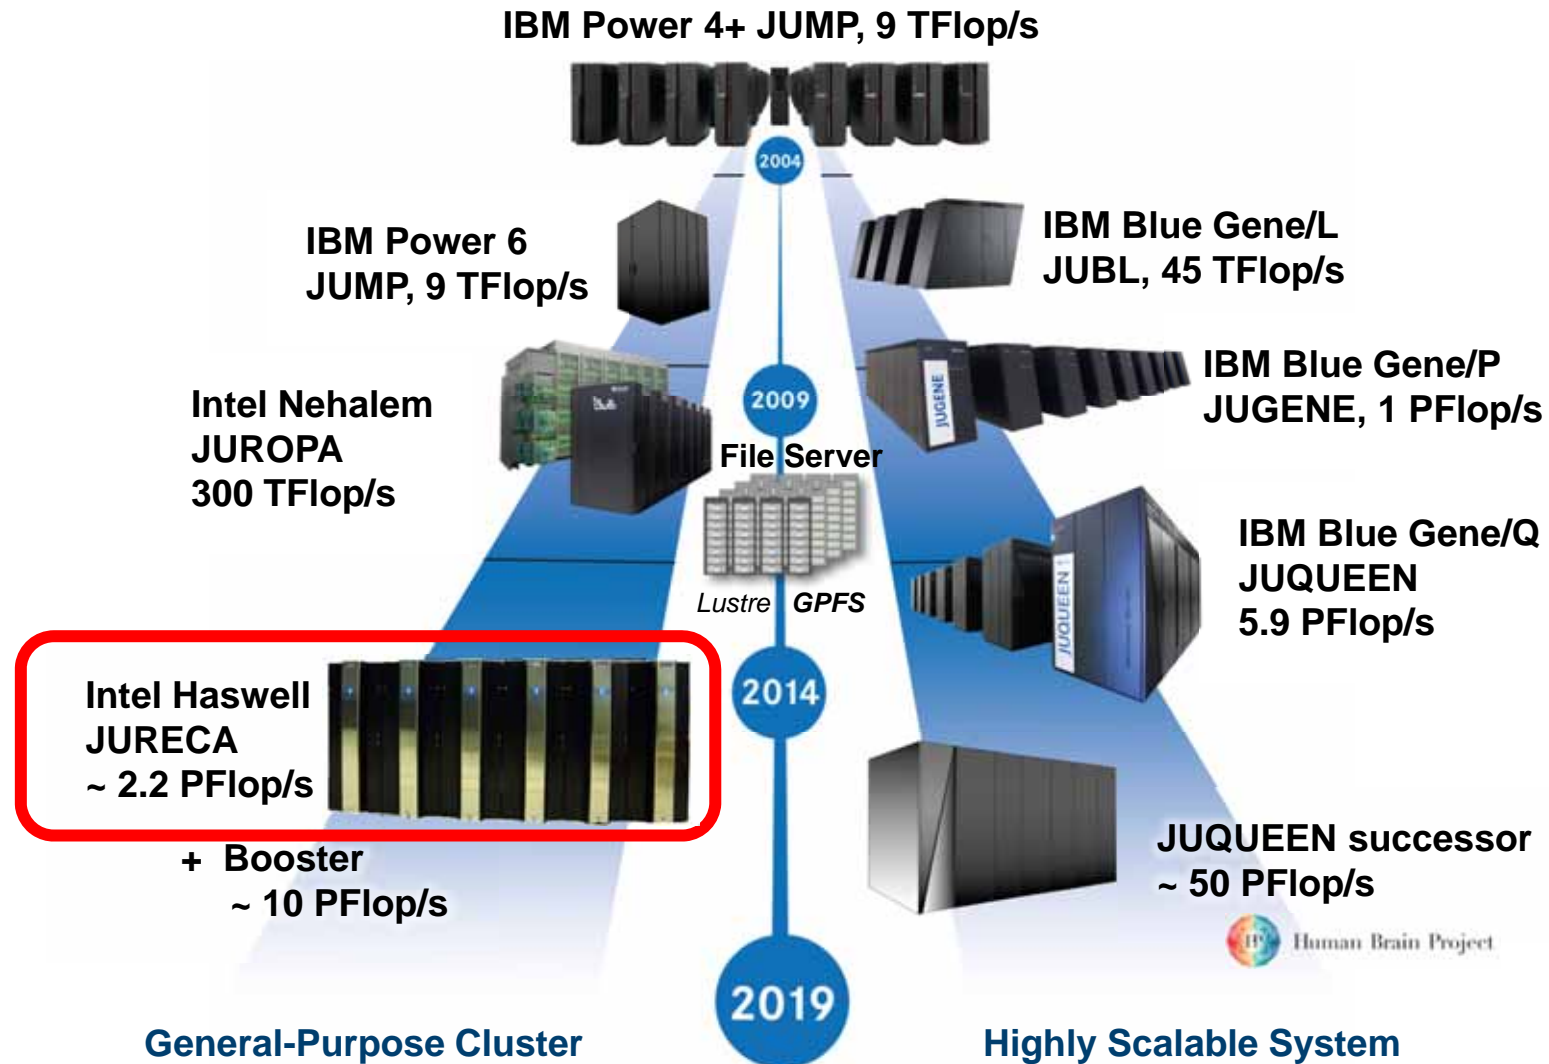 IBM Power 4+ JUMP, 9 TFlop/s
2004
IBM Power 6
JUMP, 9 TFlop/s
IBM Blue Gene/L
JUBL, 45 TFlop/s
Intel Nehalem
JUROPA
300 TFlop/s
2009
File Server
Lustre GPFS
JUGENE
IBM Blue Gene/P
JUGENE, 1 PFlop/s
JUQUEEN
IBM Blue Gene/Q
JUQUEEN
5.9 PFlop/s
Intel Haswell
JURECA
~ 2.2 PFlop/s
2014
+ Booster
~ 10 PFlop/s
JUQUEEN successor
~ 50 PFlop/s
Human Brain Project
2019
General-Purpose Cluster
Highly Scalable System